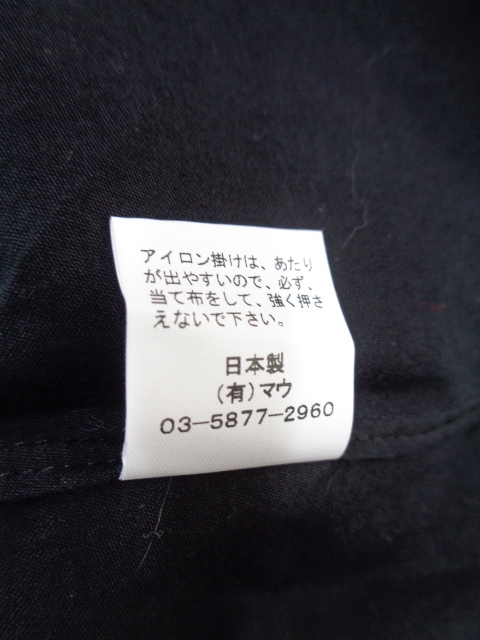 アイロン掛けは、あたり
が出やすいので、必ず、
当て布をして、強く押さ
えないで下さい。
日本製
(有)マウ
03-5877-2960